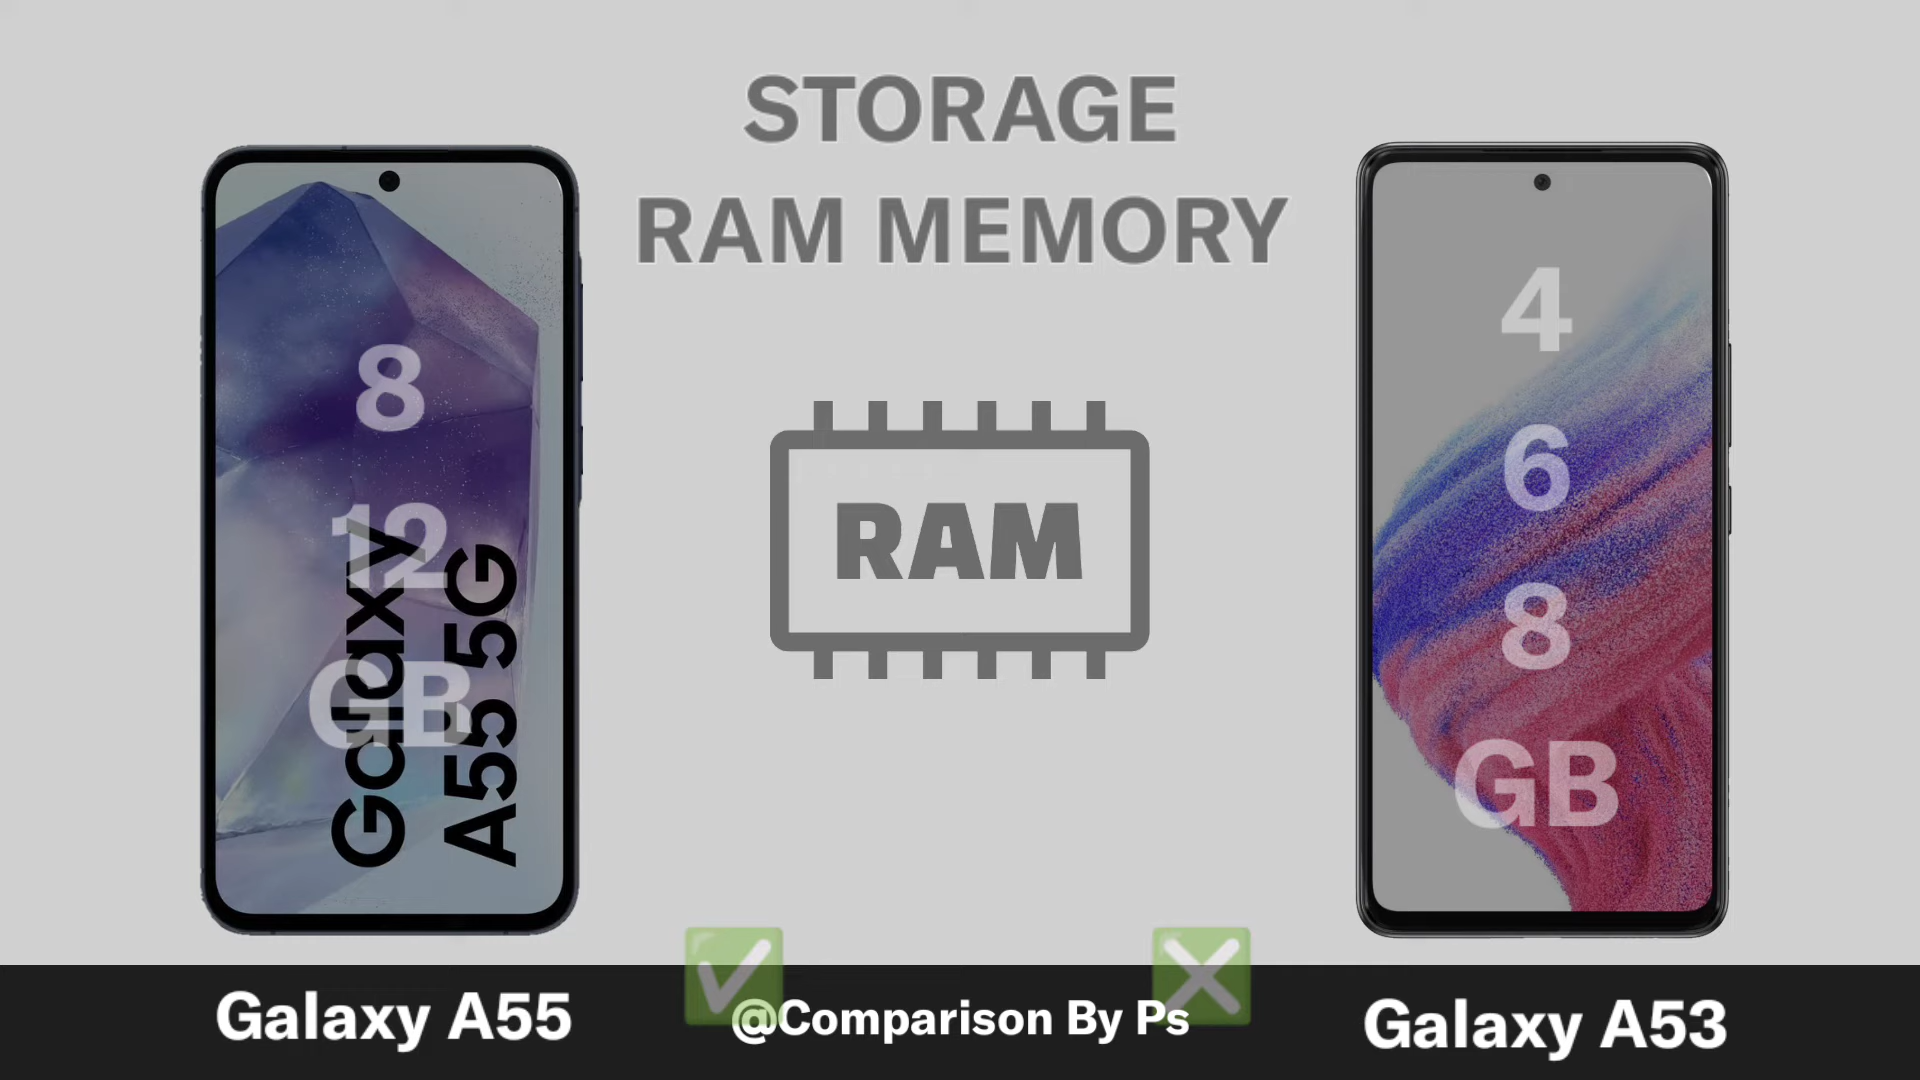 STORAGE
RAM MEMORY
8
12
GB
Galaxy
A55 5G
RAM
4
6
8
GB
Galaxy A55
@Comparison By Ps
Galaxy A53